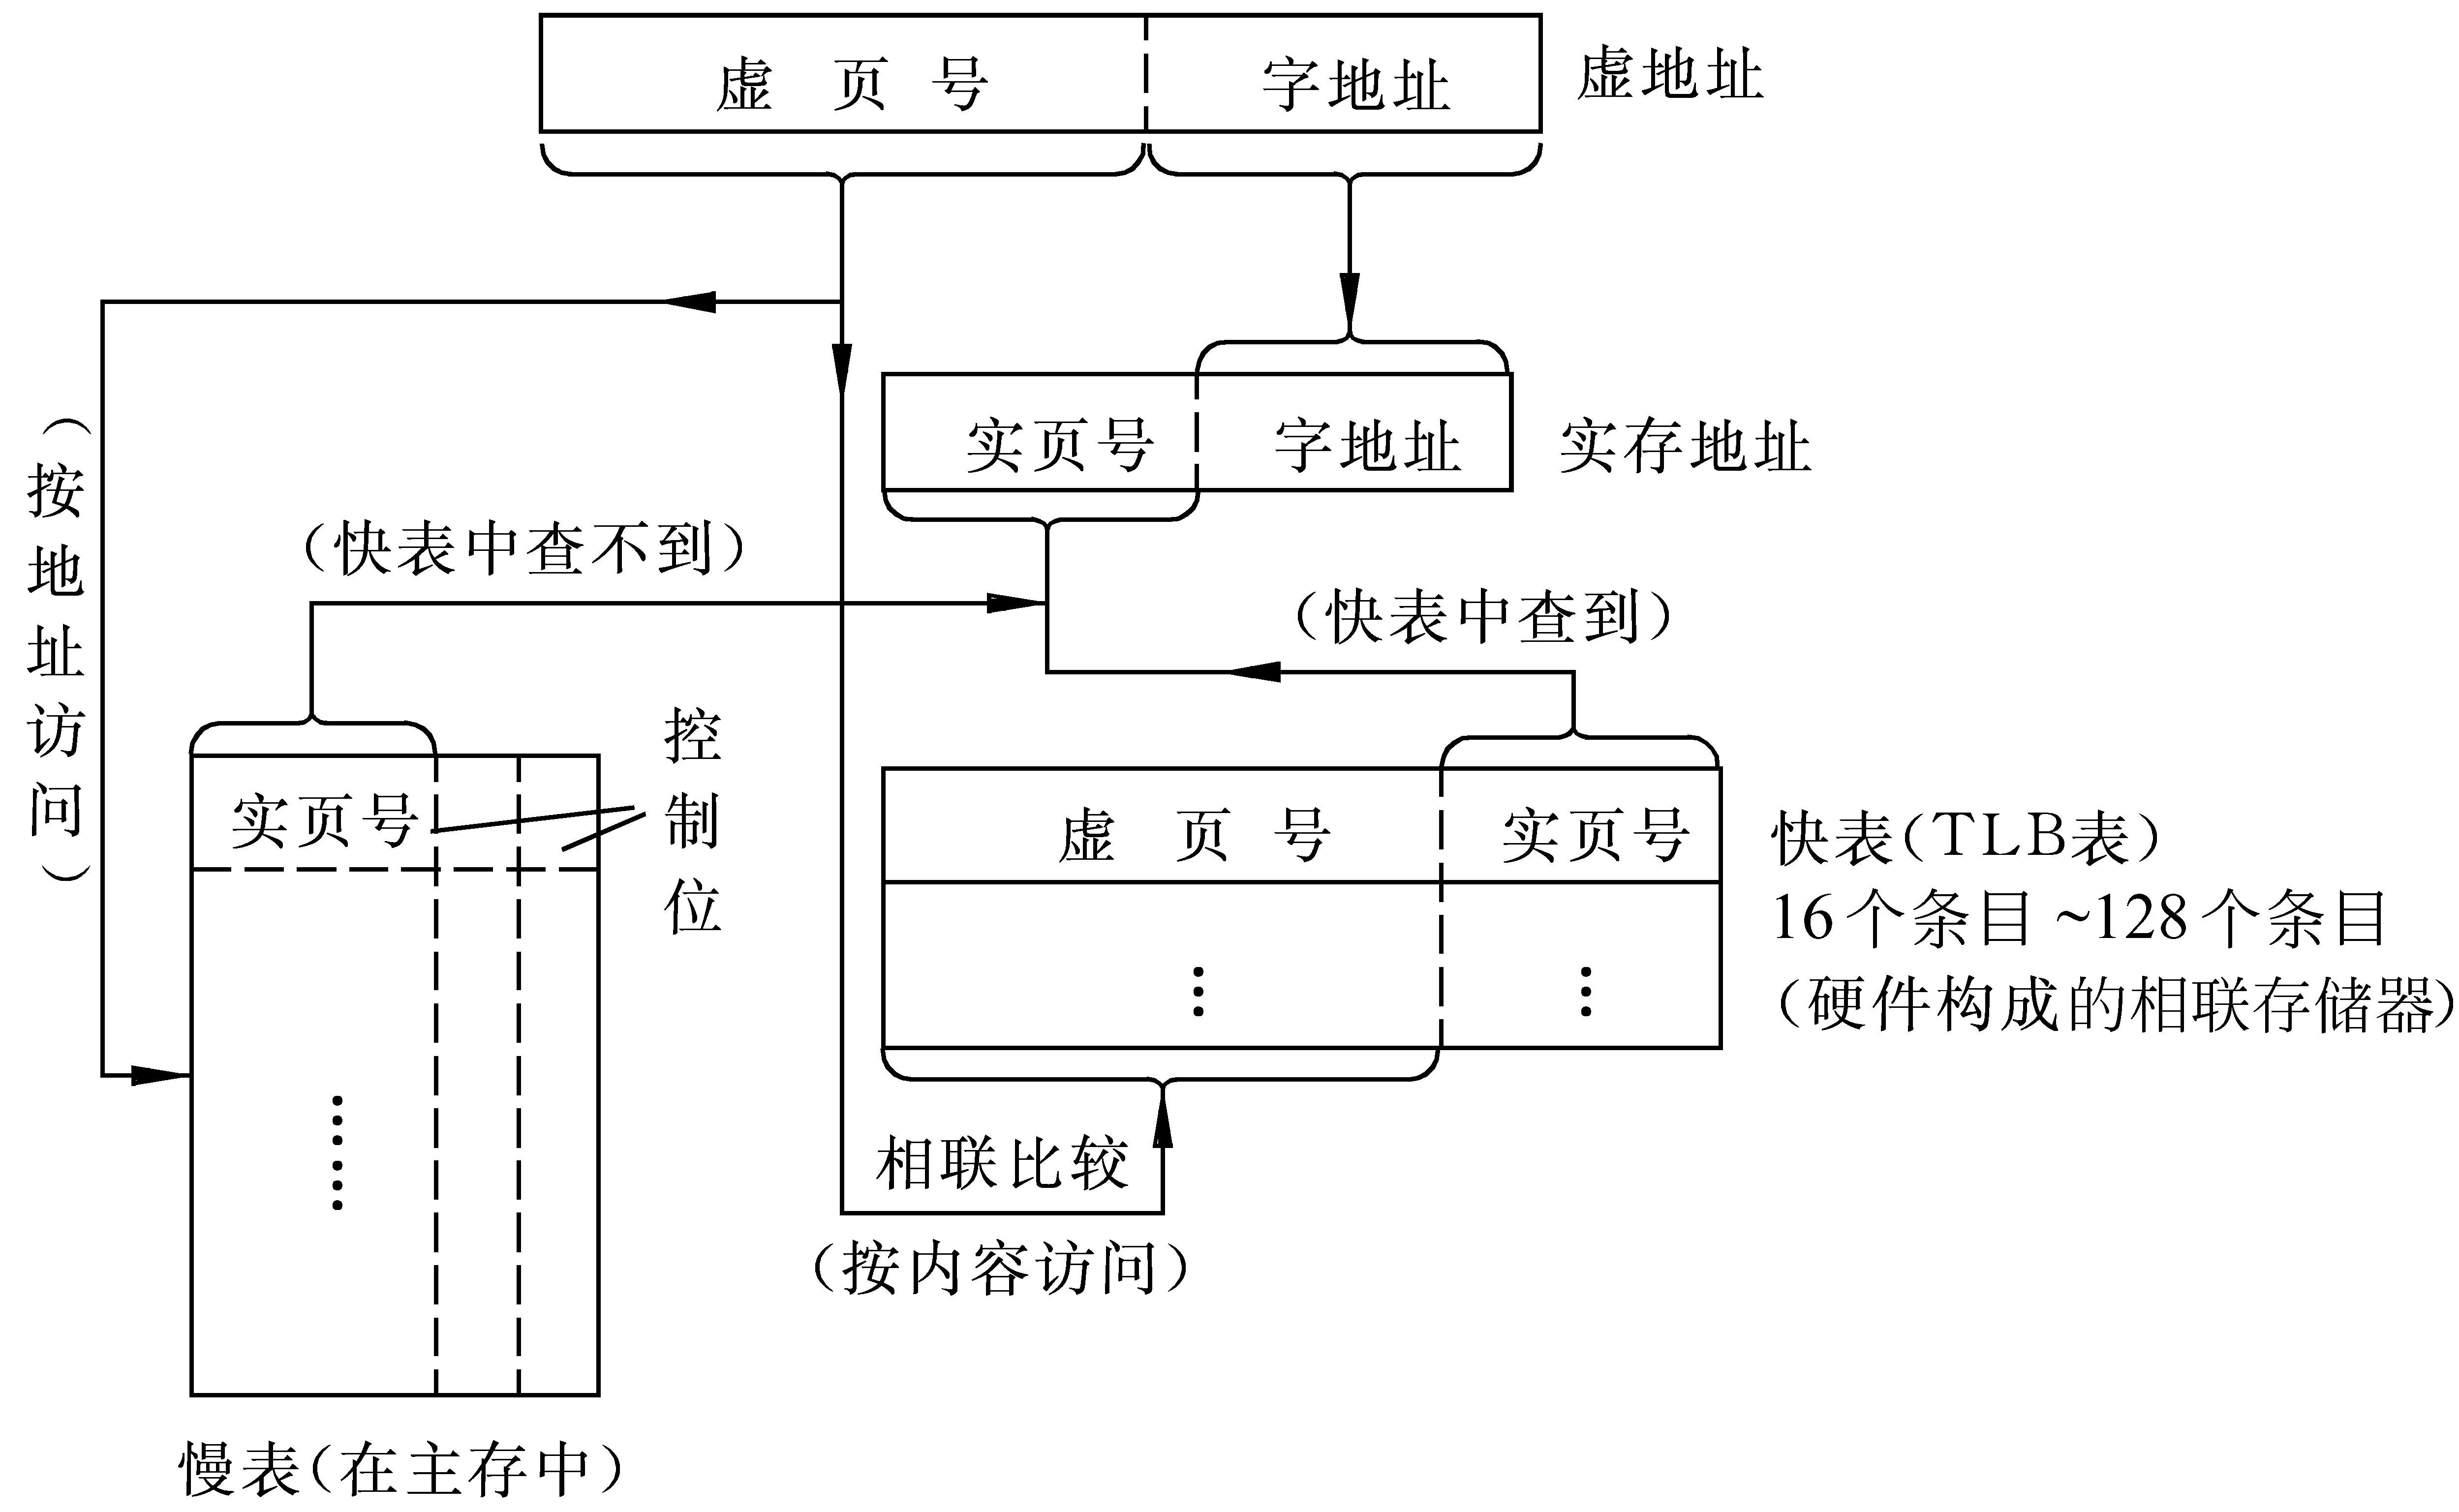 虚 页 号 字地址 虚地址
实页号 字地址 实存地址
(按地址访问)
(快表中查不到)
(快表中查到)
控制位
实页号
虚 页 号 实页号
快表(TLB表)
16个条目~128个条目
(硬件构成的相联存储器)
相联比较
(按内容访问)
慢表(在主存中)